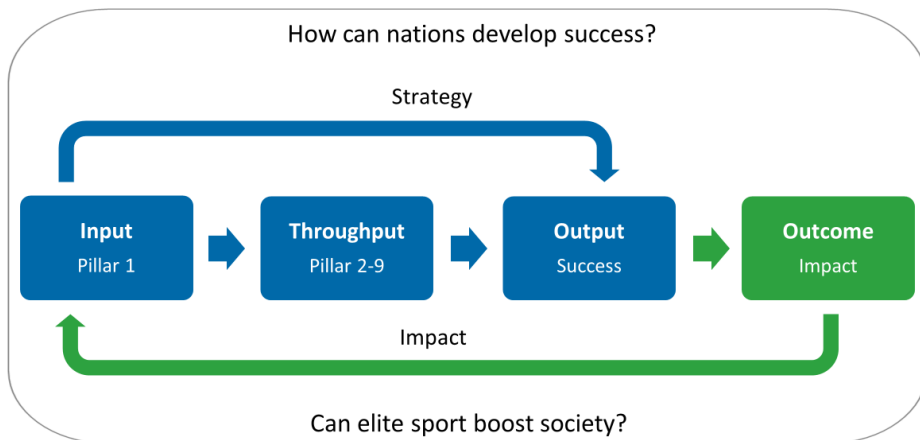 How can nations develop success?
Strategy
Input
Pillar 1
Throughput
Pillar 2-9
Output
Success
Outcome
Impact
Impact
Can elite sport boost society?